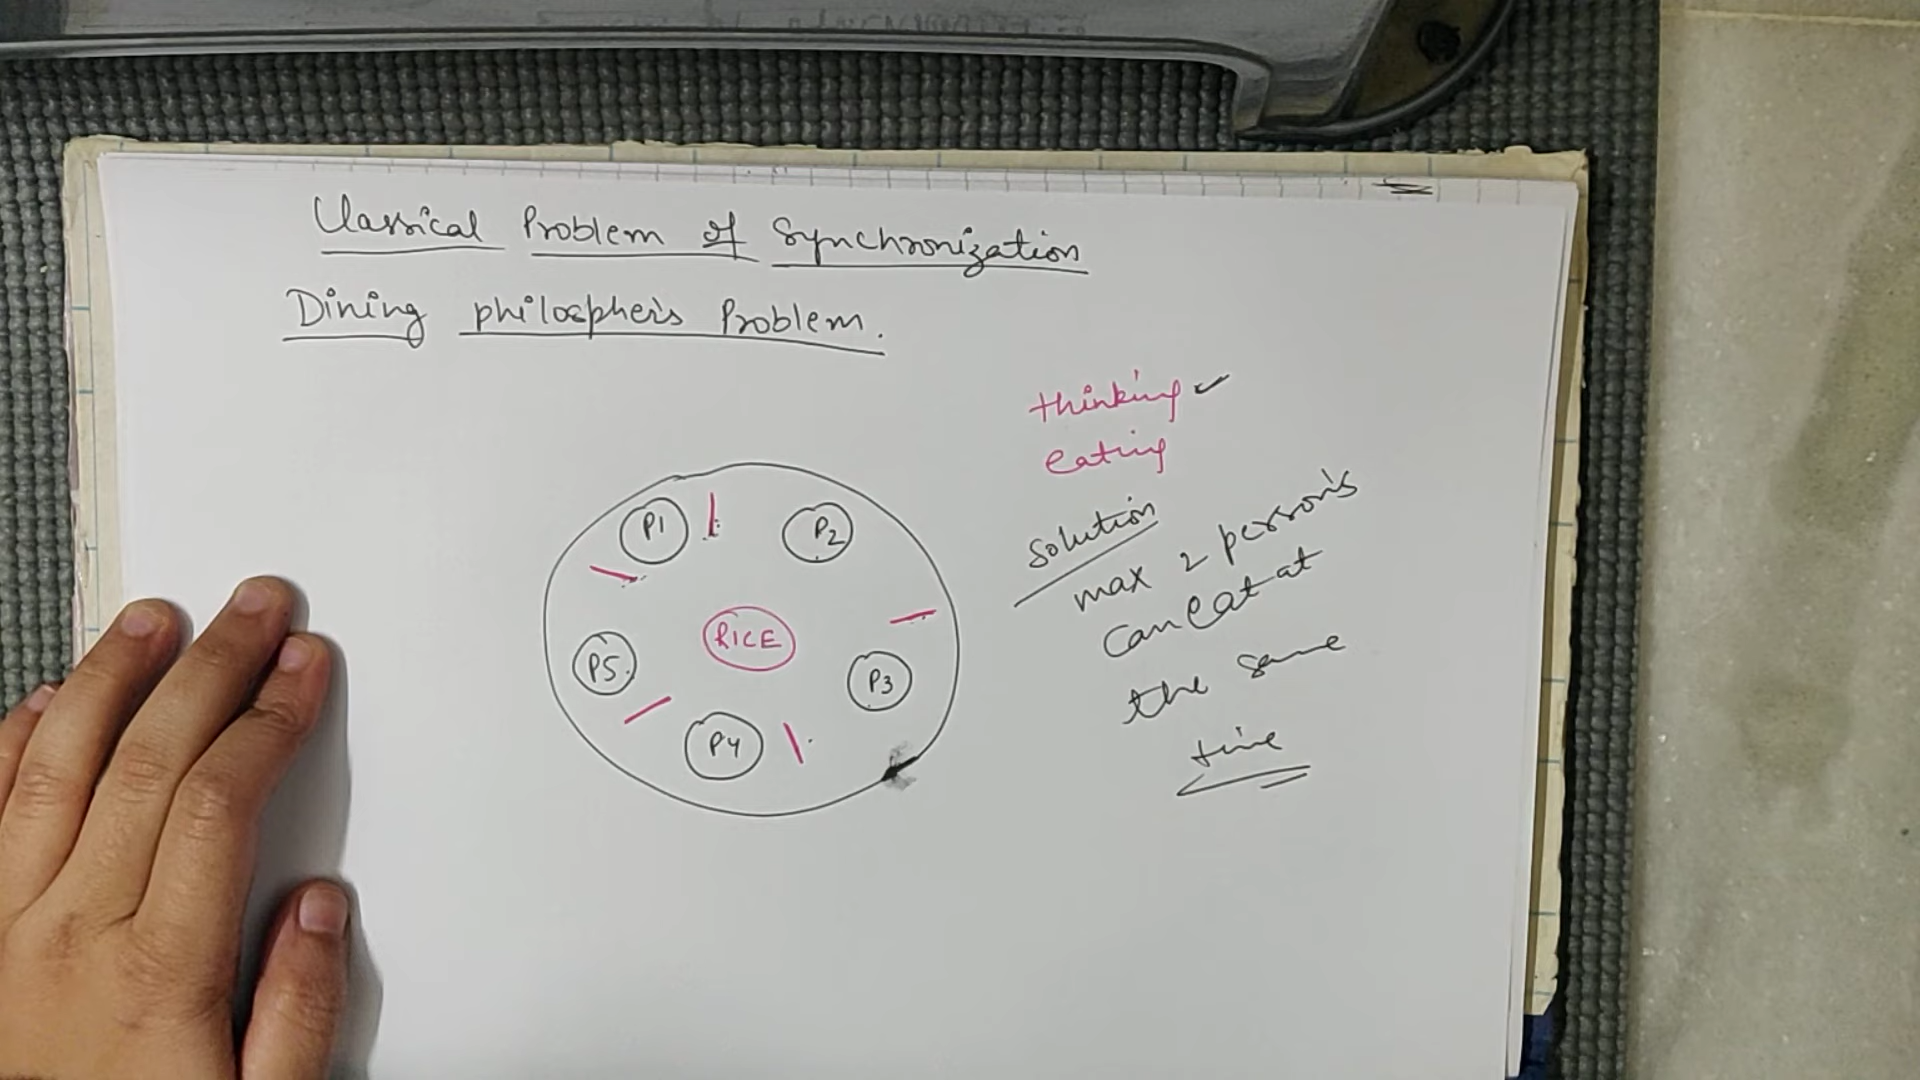 Classical Problem of Synchronization
Dining philospher's Problem.
thinking
eating
solution
max 2 person's
can eat at
the same
time
P1
P2
RICE
P5
P3
P4